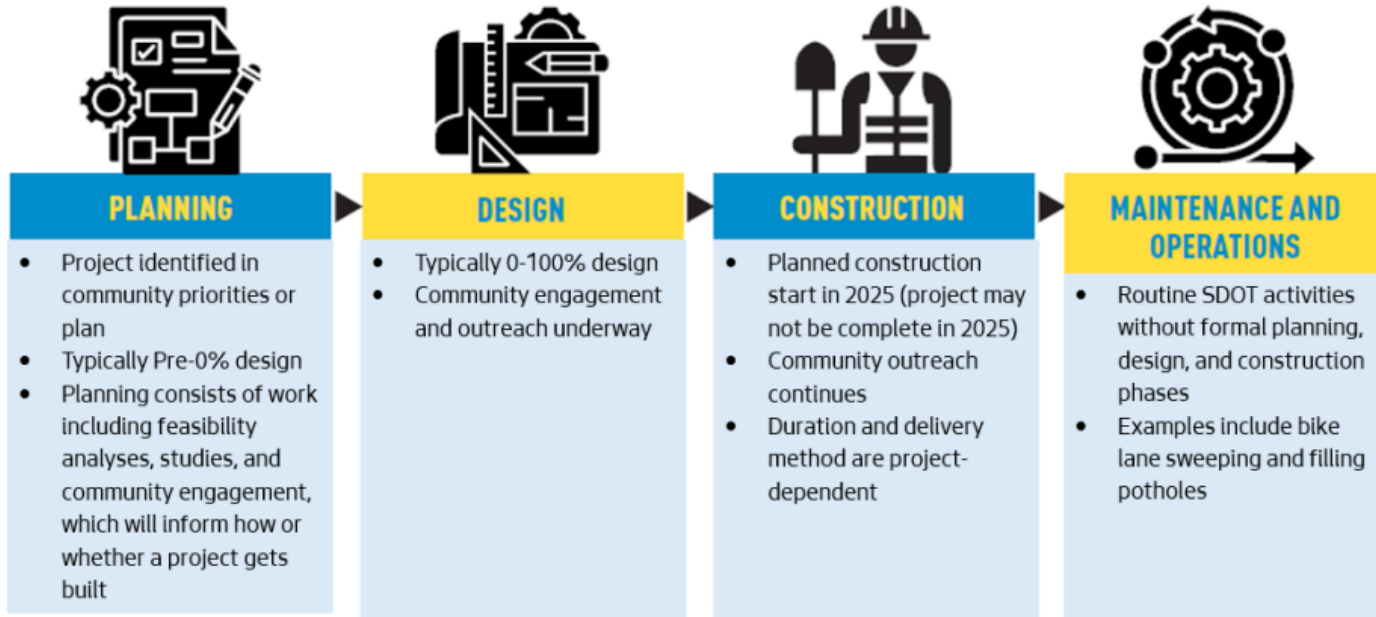 PLANNING
• Project identified in
community priorities or
plan
• Typically Pre-0% design
• Planning consists of work
including feasibility
analyses, studies, and
community engagement,
which will inform how or
whether a project gets
built
DESIGN
• Typically 0-100% design
• Community engagement
and outreach underway
CONSTRUCTION
• Planned construction
start in 2025 (project may
not be complete in 2025)
• Community outreach
continues
• Duration and delivery
method are project-
dependent
MAINTENANCE AND
OPERATIONS
• Routine SDOT activities
without formal planning,
design, and construction
phases
• Examples include bike
lane sweeping and filling
potholes